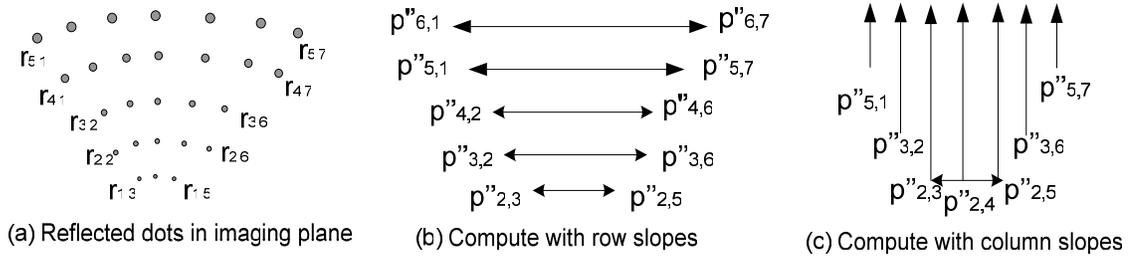 r51 r57
r41 r47
r32 r36
r22 r26
r13 r15
(a) Reflected dots in imaging plane
p"6,1 p"6,7
p"5,1 p"5,7
p"4,2 p"4,6
p"3,2 p"3,6
p"2,3 p"2,5
(b) Compute with row slopes
p"5,1 p"5,7
p"3,2 p"3,6
p"2,3 p"2,4 p"2,5
(c) Compute with column slopes